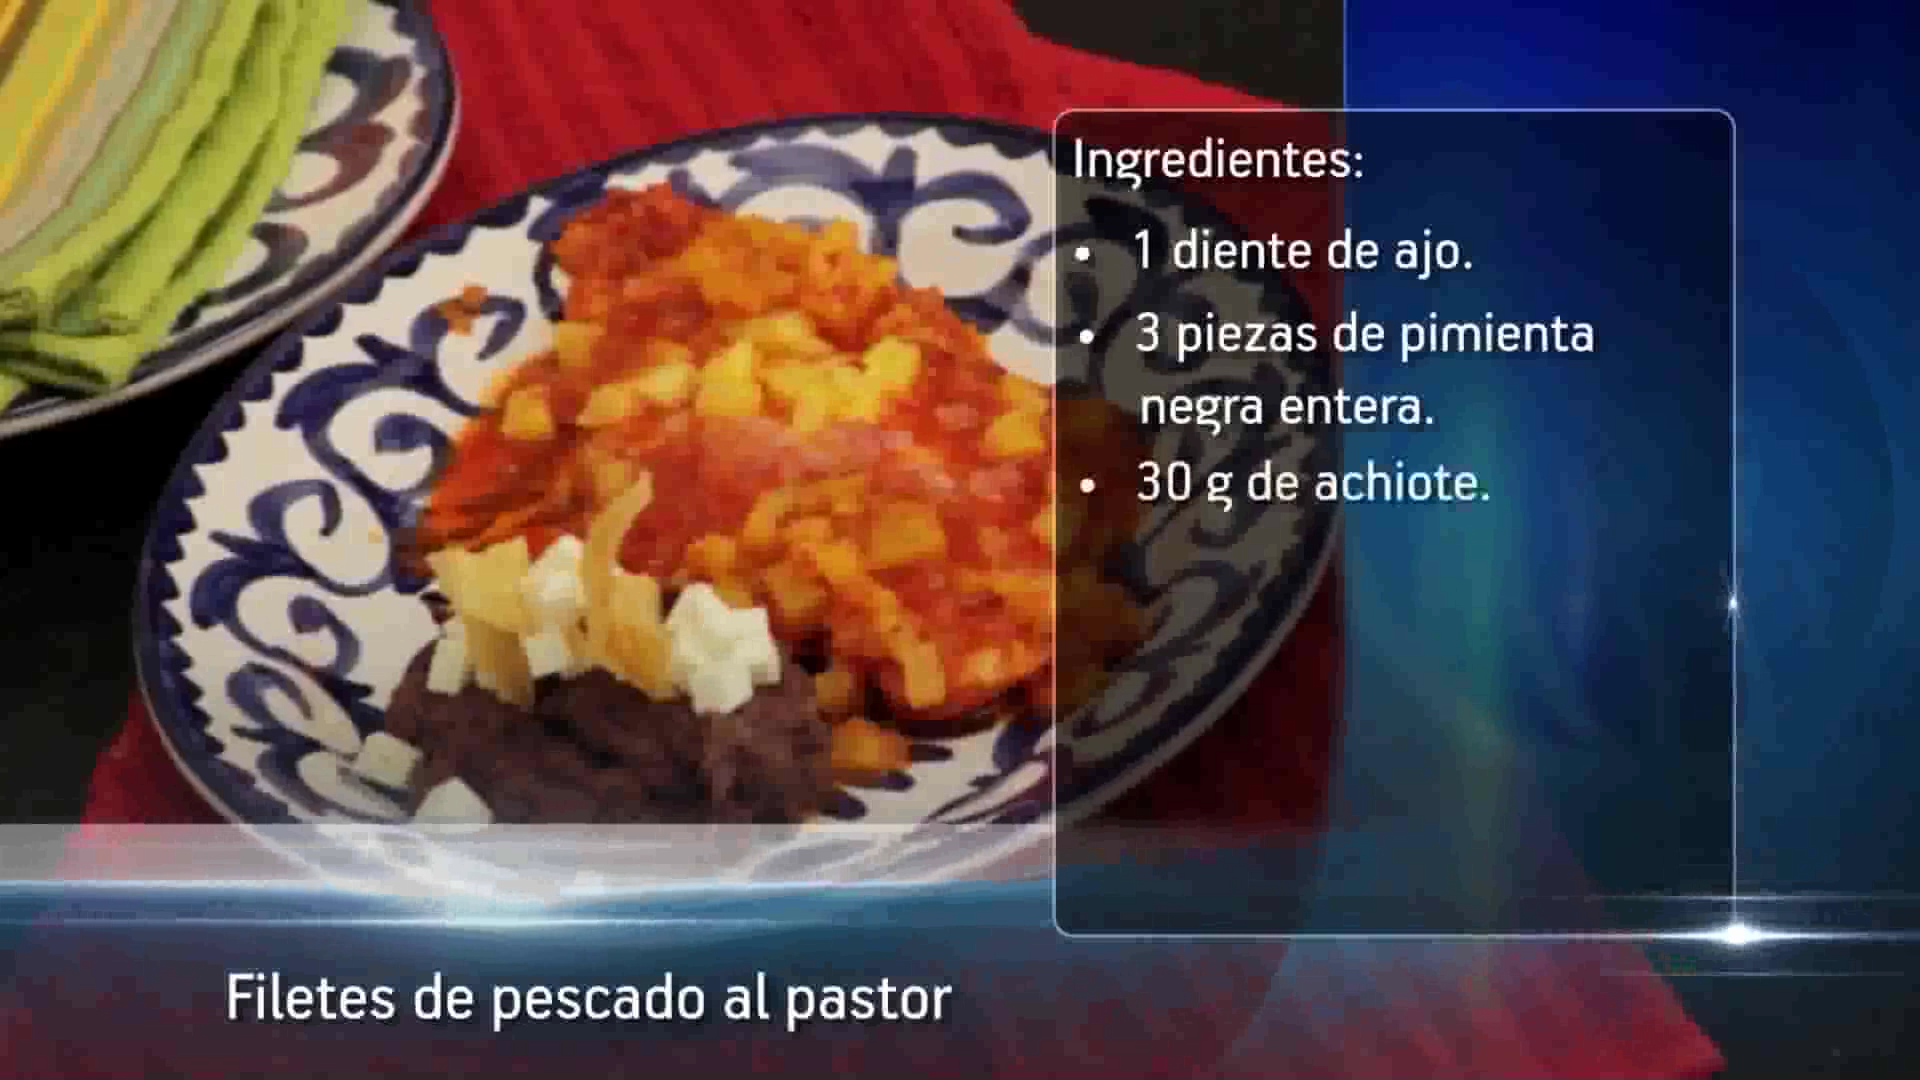 Ingredientes:
• 1 diente de ajo.
• 3 piezas de pimienta
negra entera.
• 30 g de achiote.
Filetes de pescado al pastor